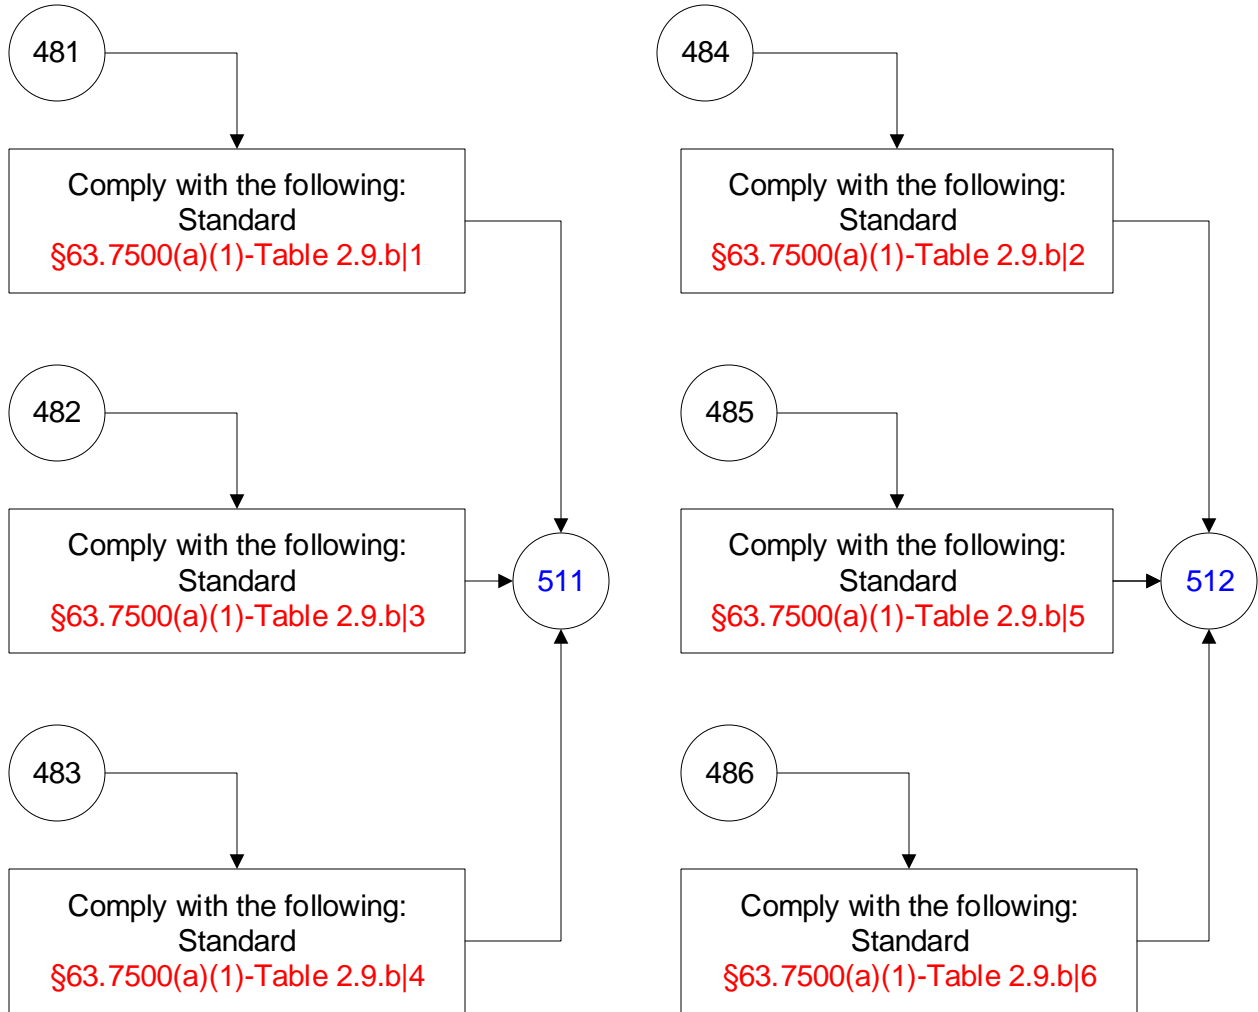 481
Comply with the following:
Standard
§63.7500(a)(1)-Table 2.9.b|1
482
Comply with the following:
Standard
§63.7500(a)(1)-Table 2.9.b|3
511
483
Comply with the following:
Standard
§63.7500(a)(1)-Table 2.9.b|4
484
Comply with the following:
Standard
§63.7500(a)(1)-Table 2.9.b|2
485
Comply with the following:
Standard
§63.7500(a)(1)-Table 2.9.b|5
512
486
Comply with the following:
Standard
§63.7500(a)(1)-Table 2.9.b|6